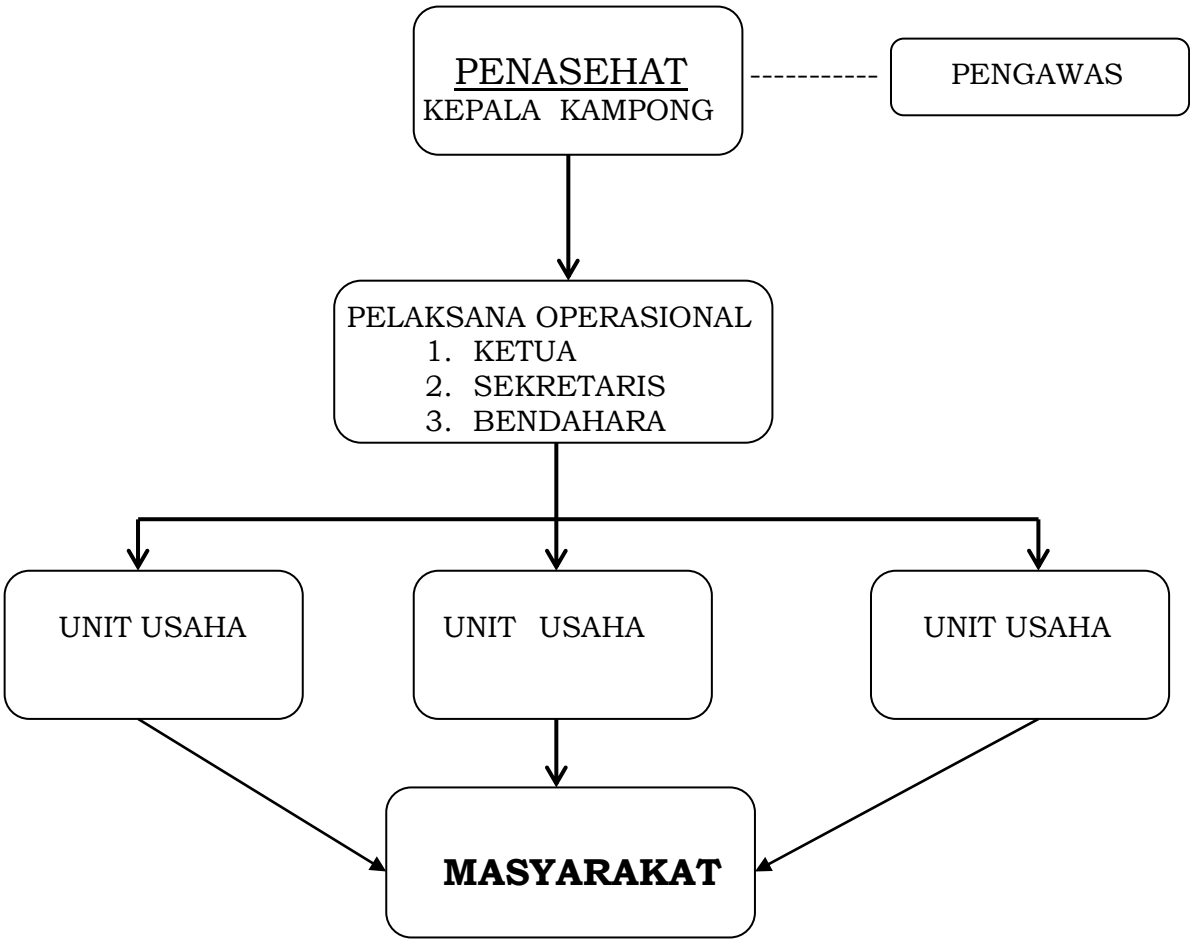 PENASEHAT
KEPALA KAMPONG
PENGAWAS
PELAKSANA OPERASIONAL
1. KETUA
2. SEKRETARIS
3. BENDAHARA
UNIT USAHA
UNIT USAHA
UNIT USAHA
MASYARAKAT